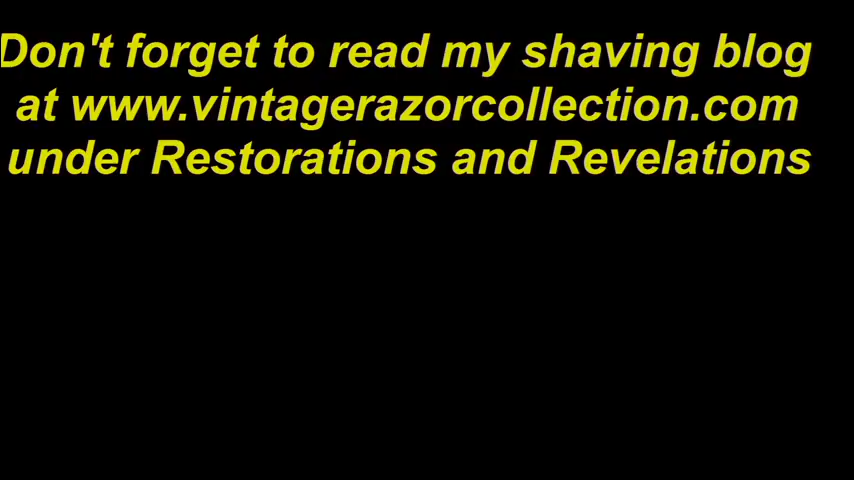 Don't forget to read my shaving blog
at www.vintagerazorcollection.com
under Restorations and Revelations